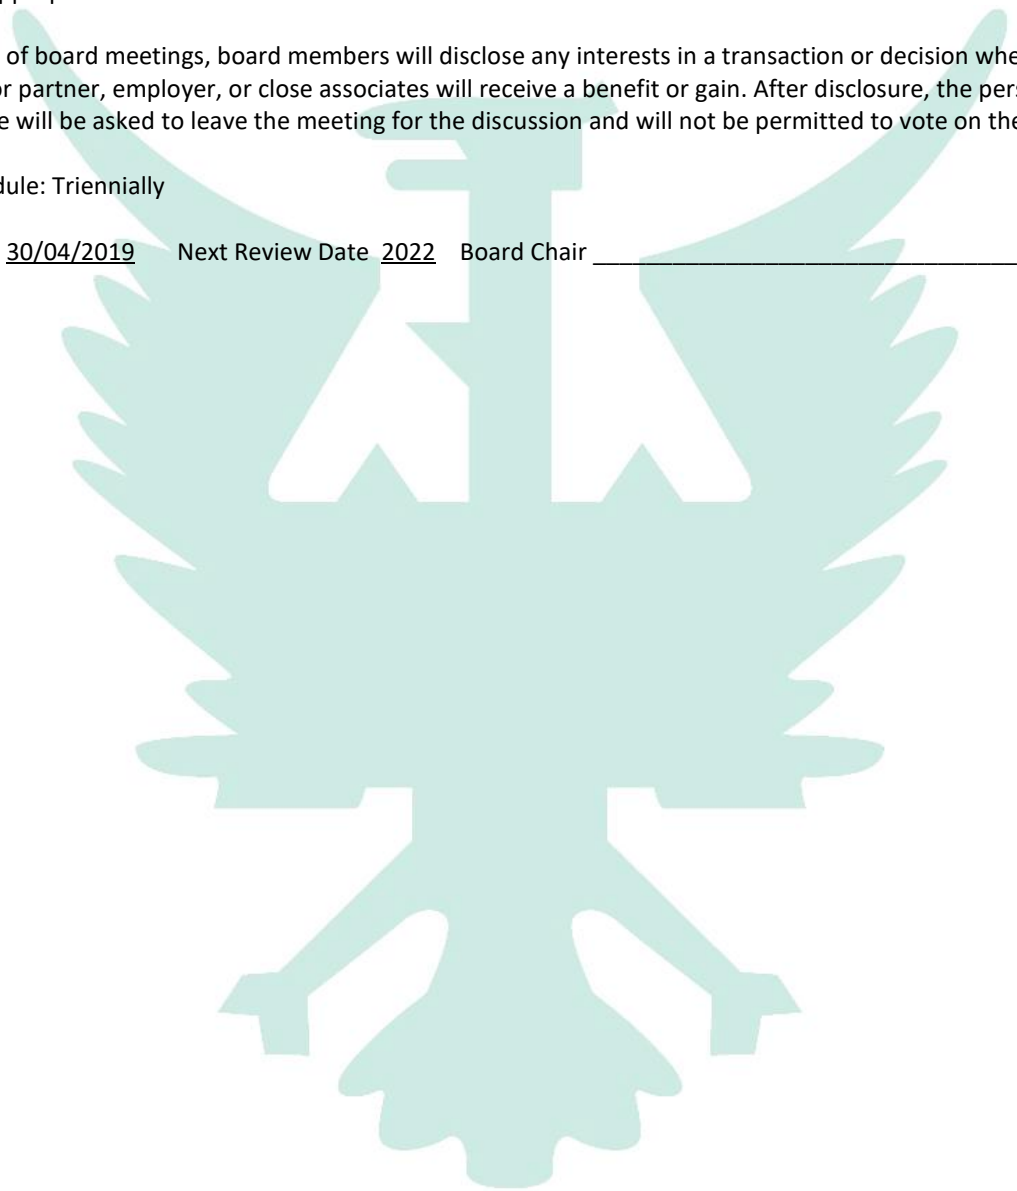 of board meetings, board members will disclose any interests in a transaction or decision whe
or partner, employer, or close associates will receive a benefit or gain. After disclosure, the pers
e will be asked to leave the meeting for the discussion and will not be permitted to vote on the
dule: Triennially
30/04/2019 Next Review Date 2022 Board Chair ________________________________